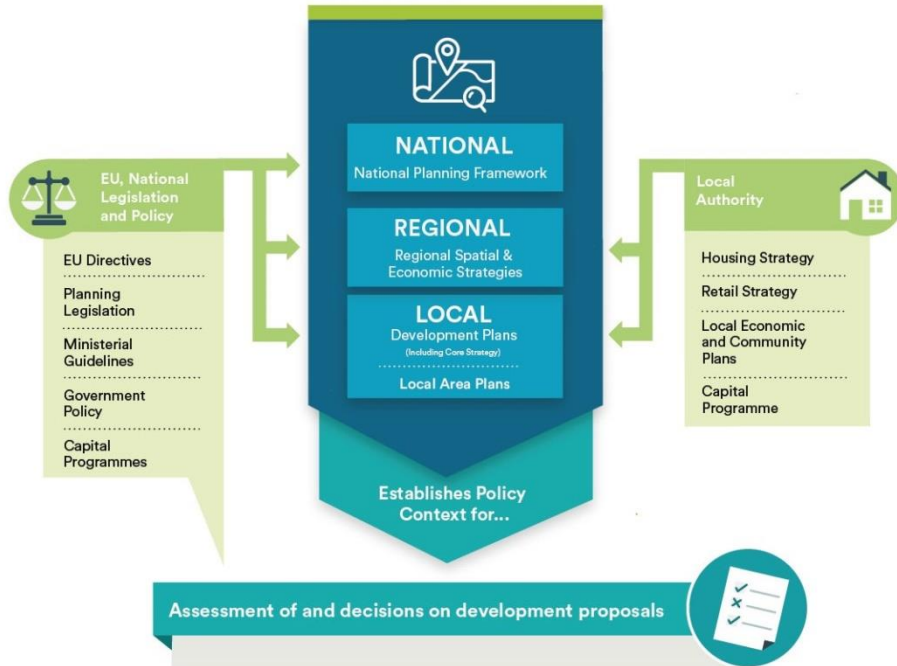 NATIONAL
National Planning Framework
REGIONAL
Regional Spatial &
Economic Strategies
LOCAL
Development Plans
(Including Core Strategy)
Local Area Plans
EU, National
Legislation
and Policy
EU Directives
Planning
Legislation
Ministerial
Guidelines
Government
Policy
Capital
Programmes
Local
Authority
Housing Strategy
Retail Strategy
Local Economic
and Community
Plans
Capital
Programme
Establishes Policy
Context for...
Assessment of and decisions on development proposals